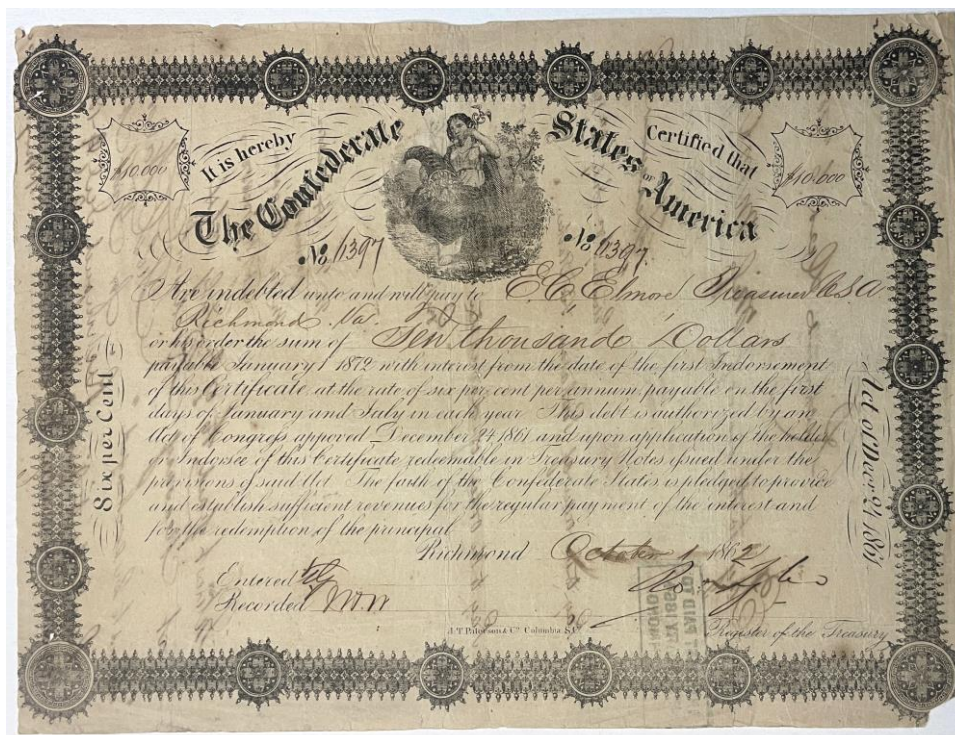 It is hereby Certified that
The Confederate States OF America
$10.000 $10.000
No 11397 No 11397.
Are indebted unto and will pay to E. C. Elmore Treasurer C.S.A
Richmond Va.
or his order the sum of Ten thousand Dollars
payable January 1 1872 with interest from the date of the first Indorsement
of this Certificate at the rate of six per cent per annum payable on the first
days of January and July in each year This debt is authorized by an
Act of Congress approved December 24 1861 and upon application of the holder
or Indorsee of this Certificate redeemable in Treasury Notes issued under the
provisions of said Act. The faith of the Confederate States is pledged to provide
and establish sufficient revenues for the regular payment of the interest and
for the redemption of the principal
Richmond October 1 1862
Entered
Recorded
J. T. Paterson & Co Columbia S.C.
Register of the Treasury
Six per Cent
Act of Decr 24 1861